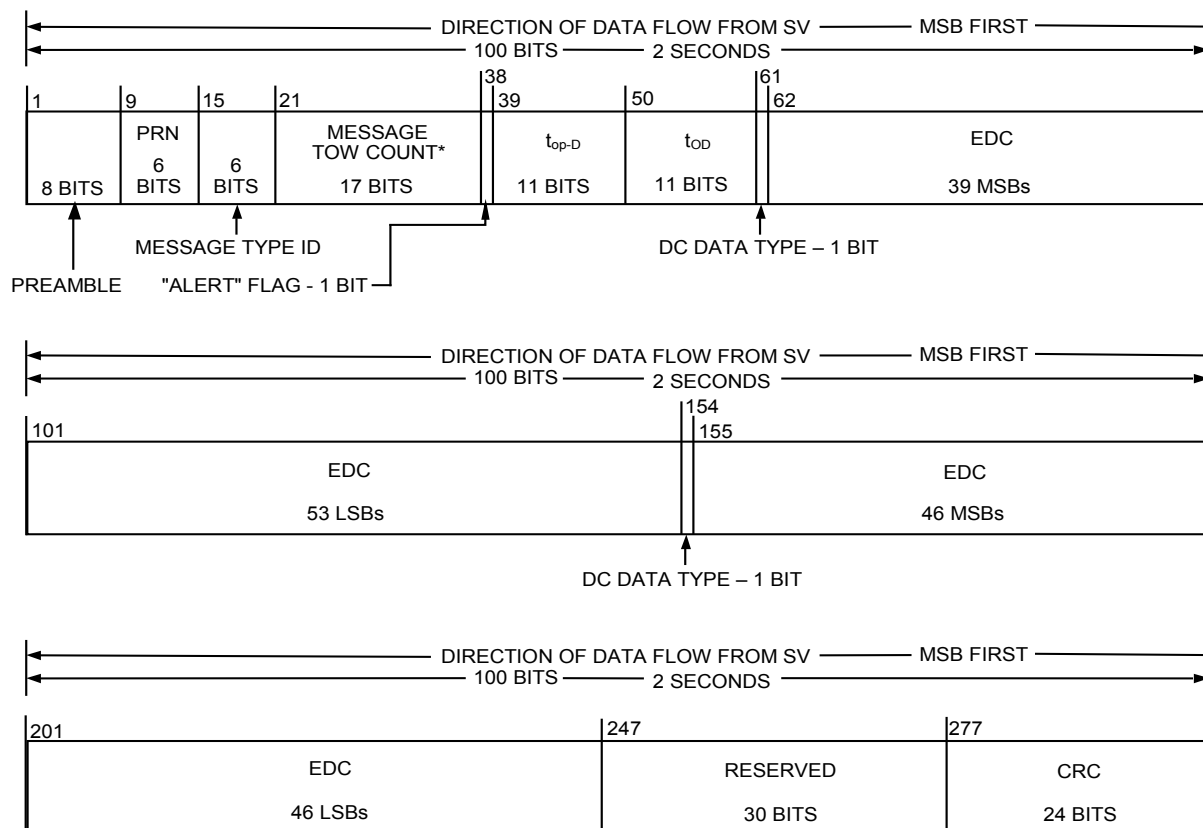 DIRECTION OF DATA FLOW FROM SV MSB FIRST
100 BITS 2 SECONDS
38 61
1 9 15 21 39 50 62
PRN MESSAGE EDC
TOW COUNT* top-D tOD
6 6
8 BITS BITS BITS 17 BITS 11 BITS 11 BITS 39 MSBs
MESSAGE TYPE ID DC DATA TYPE – 1 BIT
PREAMBLE "ALERT" FLAG - 1 BIT
DIRECTION OF DATA FLOW FROM SV MSB FIRST
100 BITS 2 SECONDS
154
101 155
EDC EDC
53 LSBs 46 MSBs
DC DATA TYPE – 1 BIT
DIRECTION OF DATA FLOW FROM SV MSB FIRST
100 BITS 2 SECONDS
201 247 277
EDC RESERVED CRC
46 LSBs 30 BITS 24 BITS